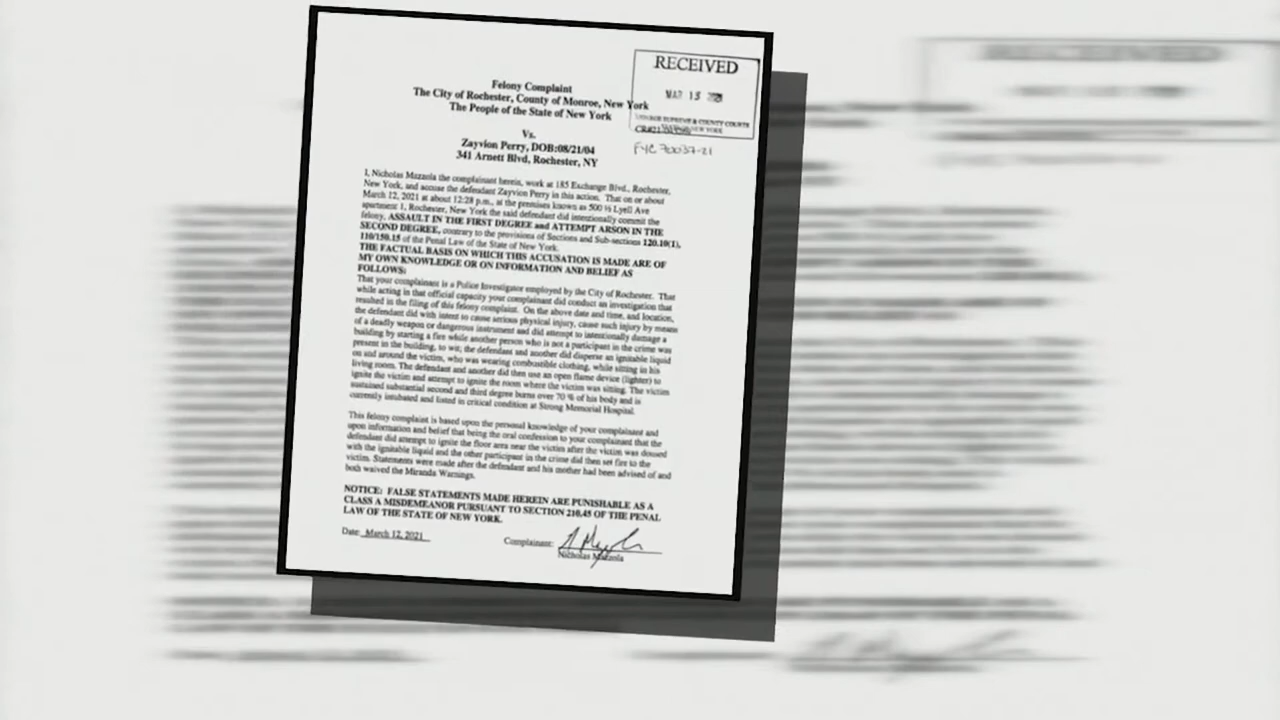 RECEIVED
MAR 15
Felony Complaint
The City of Rochester, County of Monroe, New York
The People of the State of New York
Vs.
Zayvion Perry, DOB:08/21/04
341 Arnett Blvd, Rochester, NY
FYC 70037-21
I, Nicholas Mazzola the complainant herein, work at 185 Exchange Blvd., Rochester,
New York, and accuse the defendant Zayvion Perry in this action. That on or about
March 12, 2021 at about 12:28 p.m., at the premises known as 500 ½ Lyell Ave
apartment 1, Rochester, New York the said defendant did intentionally commit the
felony, ASSAULT IN THE FIRST DEGREE and ATTEMPT ARSON IN THE
SECOND DEGREE, contrary to the provisions of Sections and Sub-sections 120.10(1),
110/150.15 of the Penal Law of the State of New York.
THE FACTUAL BASIS ON WHICH THIS ACCUSATION IS MADE ARE OF
MY OWN KNOWLEDGE OR ON INFORMATION AND BELIEF AS
FOLLOWS:
That your complainant is a Police Investigator employed by the City of Rochester. That
while acting in that official capacity your complainant did conduct an investigation that
resulted in the filing of this felony complaint. On the above date and time, and location,
the defendant did with intent to cause serious physical injury, cause such injury by means
of a deadly weapon or dangerous instrument and did attempt to intentionally damage a
building by starting a fire while another person who is not a participant in the crime was
present in the building, to wit; the defendant and another did disperse an ignitable liquid
on and around the victim, who was wearing combustible clothing, while sitting in his
living room. The defendant and another did then use an open flame device (lighter) to
ignite the victim and attempt to ignite the room where the victim was sitting. The victim
sustained substantial second and third degree burns over 70 % of his body and is
currently intubated and listed in critical condition at Strong Memorial Hospital.
This felony complaint is based upon the personal knowledge of your complainant and
upon information and belief that being the oral confession to your complainant that the
defendant did attempt to ignite the floor area near the victim after the victim was doused
with the ignitable liquid and the other participant in the crime did then set fire to the
victim. Statements were made after the defendant and his mother had been advised of and
both waived the Miranda Warnings.
NOTICE: FALSE STATEMENTS MADE HEREIN ARE PUNISHABLE AS A
CLASS A MISDEMEANOR PURSUANT TO SECTION 210.45 OF THE PENAL
LAW OF THE STATE OF NEW YORK.
Date: March 12, 2021 Complainant:
Nicholas Mazzola